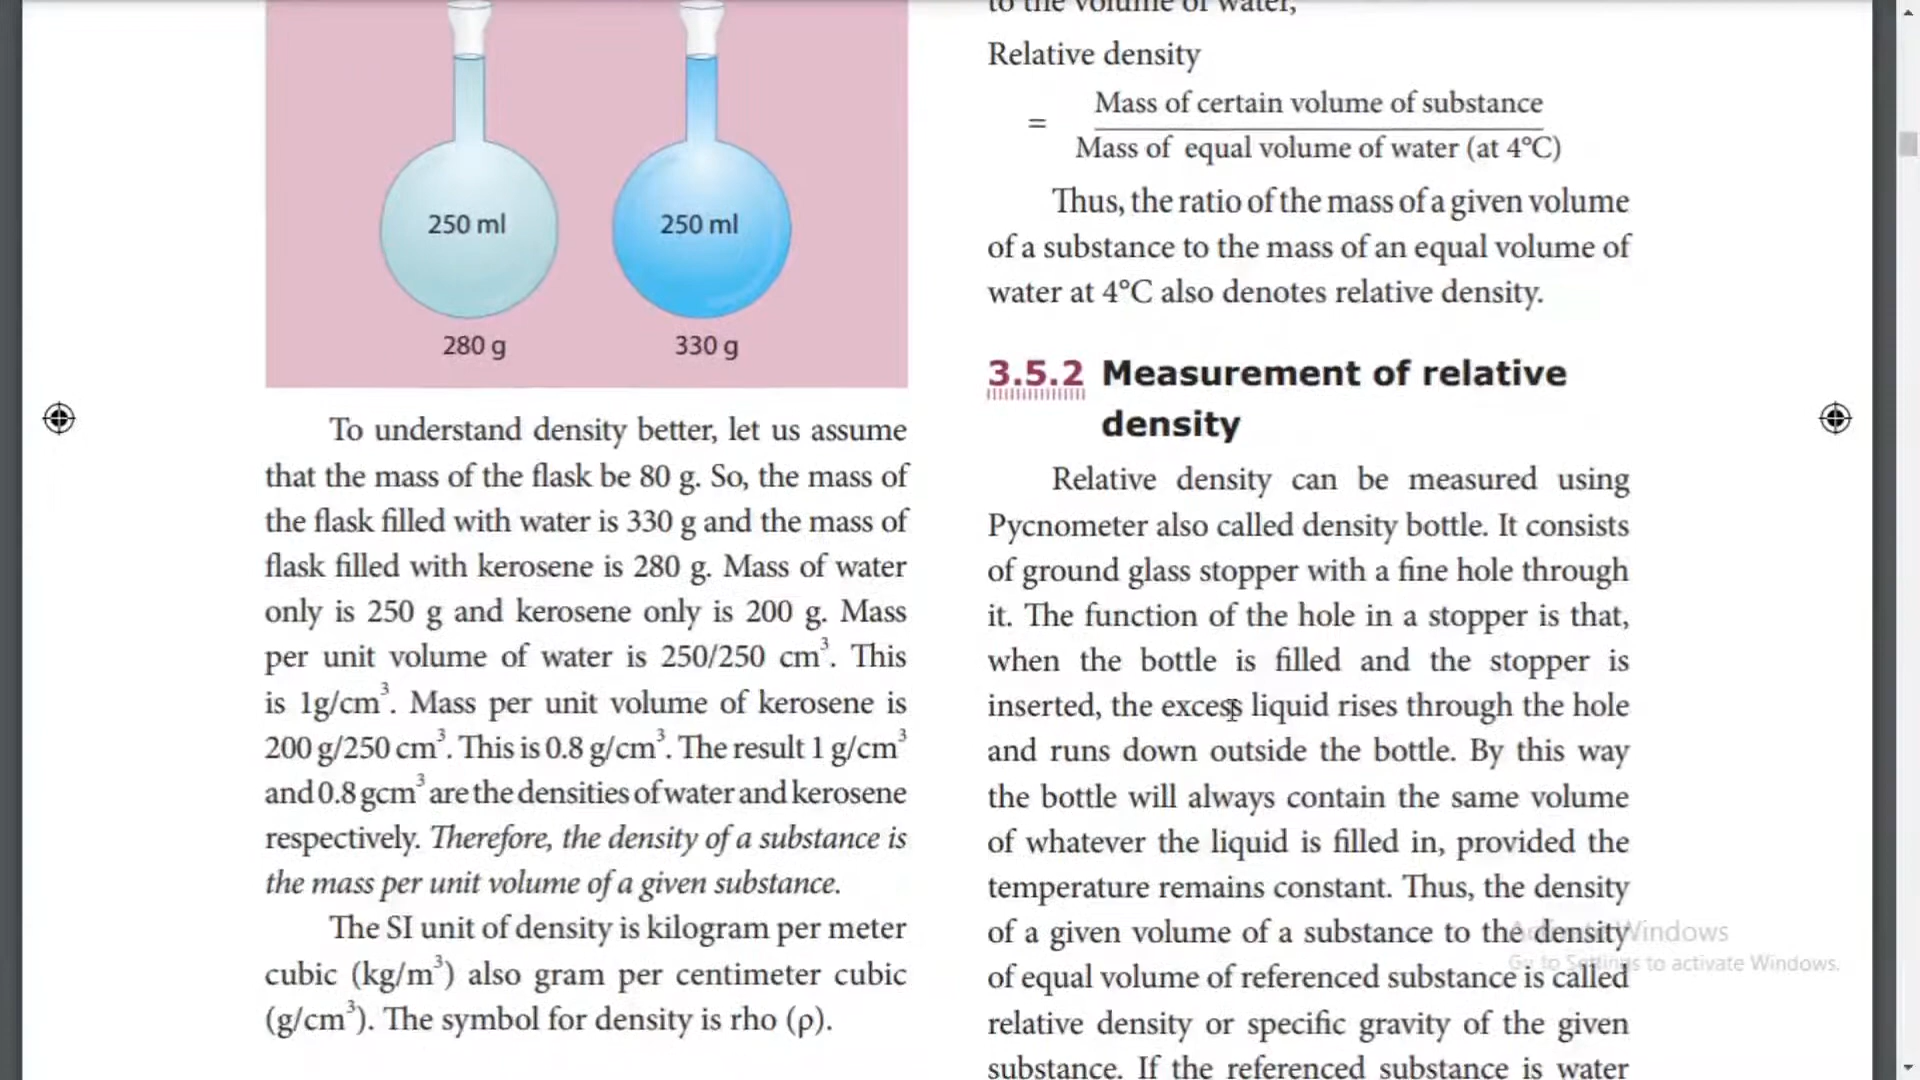 250 ml
250 ml
280 g
330 g
To understand density better, let us assume
that the mass of the flask be 80 g. So, the mass of
the flask filled with water is 330 g and the mass of
flask filled with kerosene is 280 g. Mass of water
only is 250 g and kerosene only is 200 g. Mass
per unit volume of water is 250/250 cm³. This
is 1g/cm³. Mass per unit volume of kerosene is
200 g/250 cm³. This is 0.8 g/cm³. The result 1 g/cm³
and 0.8 gcm³ are the densities of water and kerosene
respectively. Therefore, the density of a substance is
the mass per unit volume of a given substance.
The SI unit of density is kilogram per meter
cubic (kg/m³) also gram per centimeter cubic
(g/cm³). The symbol for density is rho (ρ).
to the volume of water,
Relative density
= Mass of certain volume of substance
Mass of equal volume of water (at 4°C)
Thus, the ratio of the mass of a given volume
of a substance to the mass of an equal volume of
water at 4°C also denotes relative density.
3.5.2 Measurement of relative
density
Relative density can be measured using
Pycnometer also called density bottle. It consists
of ground glass stopper with a fine hole through
it. The function of the hole in a stopper is that,
when the bottle is filled and the stopper is
inserted, the excess liquid rises through the hole
and runs down outside the bottle. By this way
the bottle will always contain the same volume
of whatever the liquid is filled in, provided the
temperature remains constant. Thus, the density
of a given volume of a substance to the density
of equal volume of referenced substance is called
relative density or specific gravity of the given
substance. If the referenced substance is water
Activate Windows
Go to Settings to activate Windows.